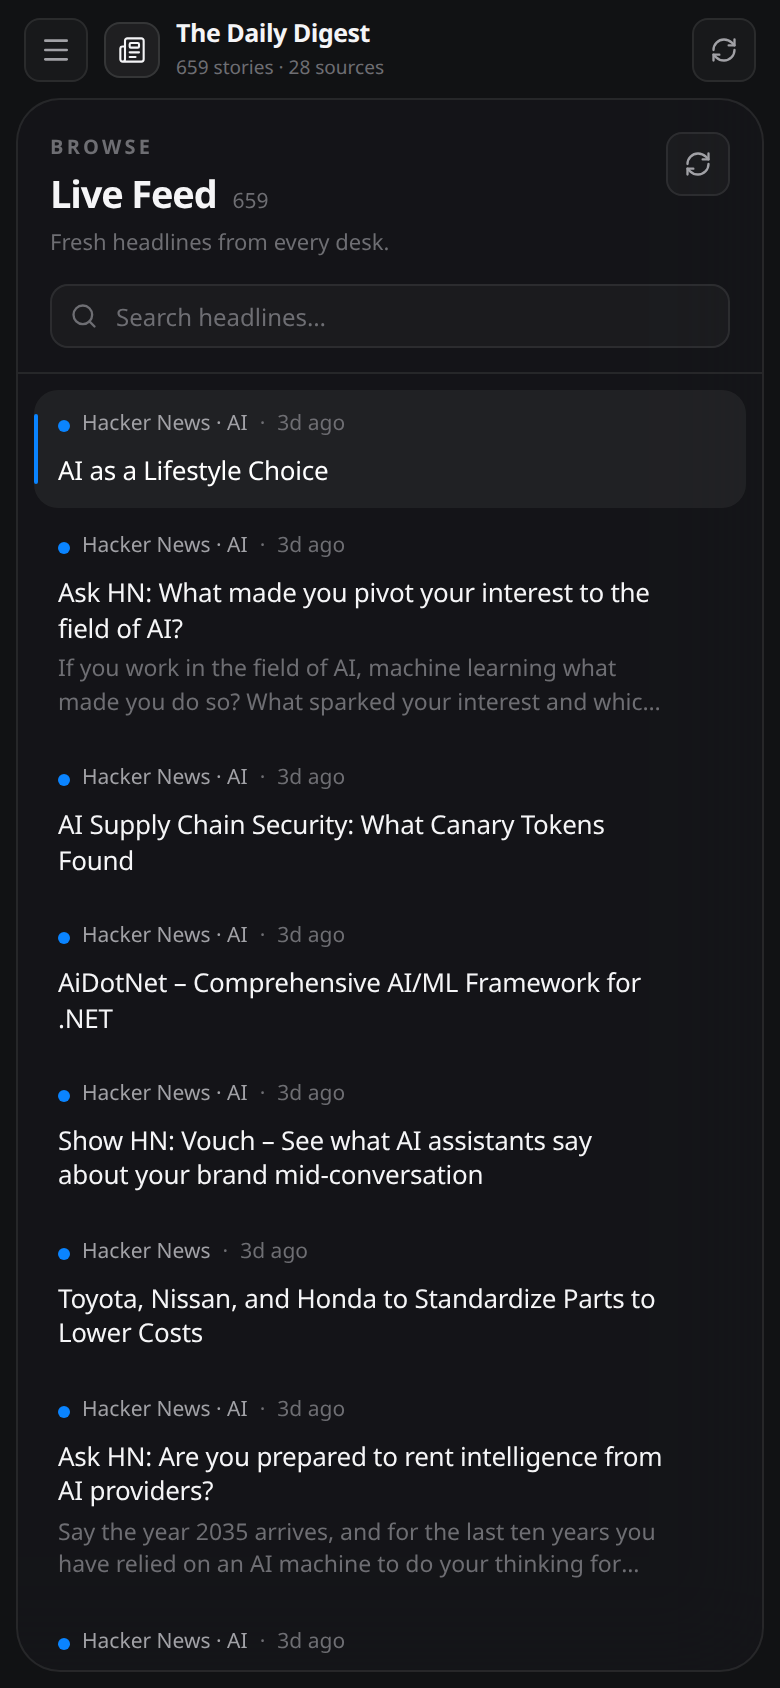 The Daily Digest
659 stories · 28 sources
BROWSE
Live Feed 659
Fresh headlines from every desk.
Search headlines...
Hacker News · AI · 3d ago
AI as a Lifestyle Choice
Hacker News · AI · 3d ago
Ask HN: What made you pivot your interest to the
field of AI?
If you work in the field of AI, machine learning what
made you do so? What sparked your interest and whic...
Hacker News · AI · 3d ago
AI Supply Chain Security: What Canary Tokens
Found
Hacker News · AI · 3d ago
AiDotNet – Comprehensive AI/ML Framework for
.NET
Hacker News · AI · 3d ago
Show HN: Vouch – See what AI assistants say
about your brand mid-conversation
Hacker News · 3d ago
Toyota, Nissan, and Honda to Standardize Parts to
Lower Costs
Hacker News · AI · 3d ago
Ask HN: Are you prepared to rent intelligence from
AI providers?
Say the year 2035 arrives, and for the last ten years you
have relied on an AI machine to do your thinking for...
Hacker News · AI · 3d ago